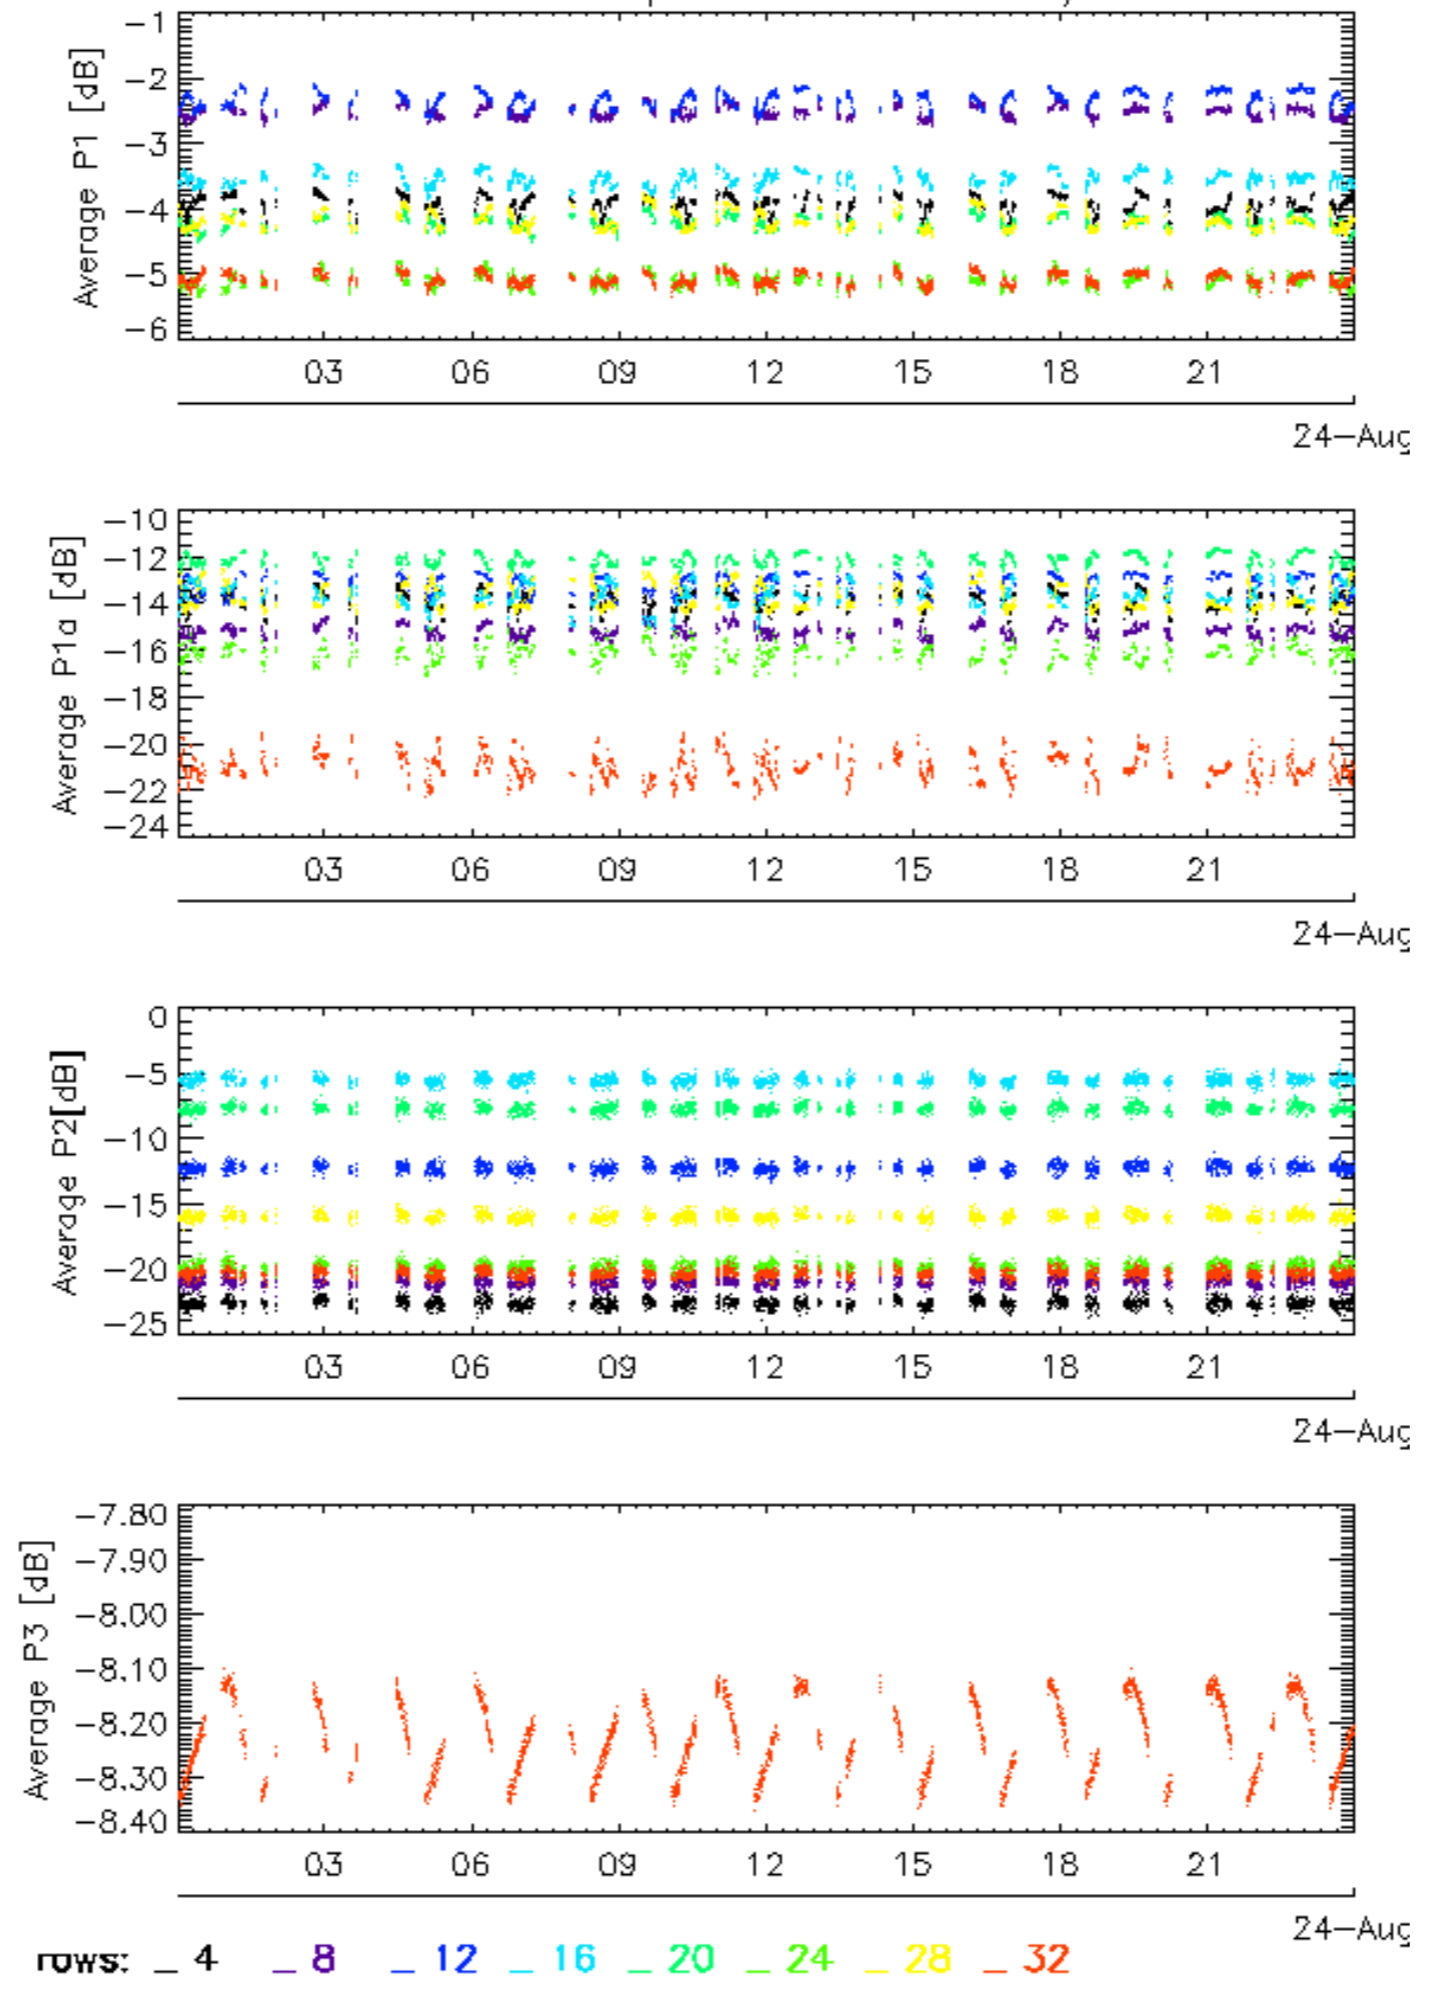 −1
−2
−3
−4
−5
−6
Average P1 [dB]
03 06 09 12 15 18 21
24−Aug
−10
−12
−14
−16
−18
−20
−22
−24
Average P1a [dB]
03 06 09 12 15 18 21
24−Aug
0
−5
−10
−15
−20
−25
Average P2[dB]
03 06 09 12 15 18 21
24−Aug
−7.80
−7.90
−8.00
−8.10
−8.20
−8.30
−8.40
Average P3 [dB]
03 06 09 12 15 18 21
24−Aug
rows: _ 4 _ 8 _ 12 _ 16 _ 20 _ 24 _ 28 _ 32